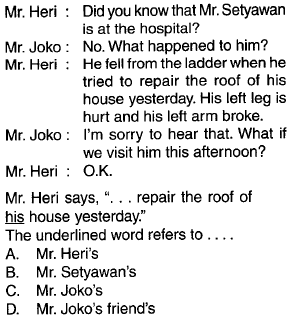 Mr. Heri : Did you know that Mr. Setyawan
is at the hospital?
Mr. Joko : No. What happened to him?
Mr. Heri : He fell from the ladder when he
tried to repair the roof of his
house yesterday. His left leg is
hurt and his left arm broke.
Mr. Joko : I'm sorry to hear that. What if
we visit him this afternoon?
Mr. Heri : O.K.
Mr. Heri says, “. . . repair the roof of
his house yesterday.”
The underlined word refers to . . . .
A. Mr. Heri's
B. Mr. Setyawan's
C. Mr. Joko's
D. Mr. Joko's friend's